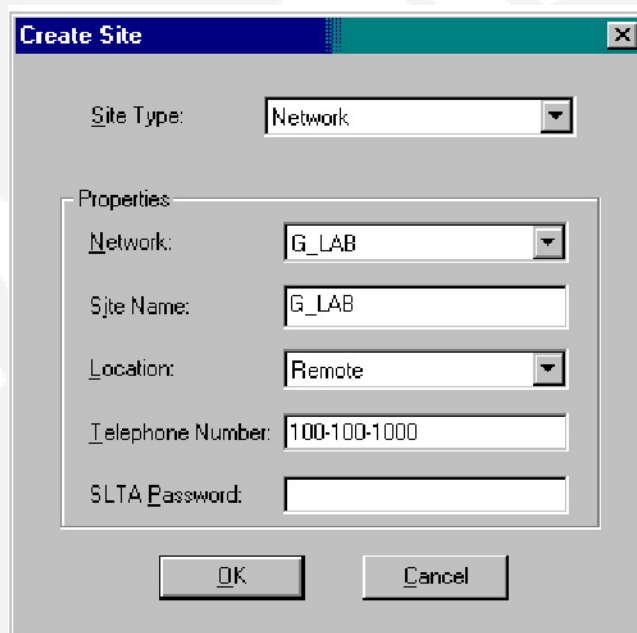 Create Site
Site Type: Network
Properties
Network: G_LAB
Site Name: G_LAB
Location: Remote
Telephone Number: 100-100-1000
SLTA Password:
OK Cancel